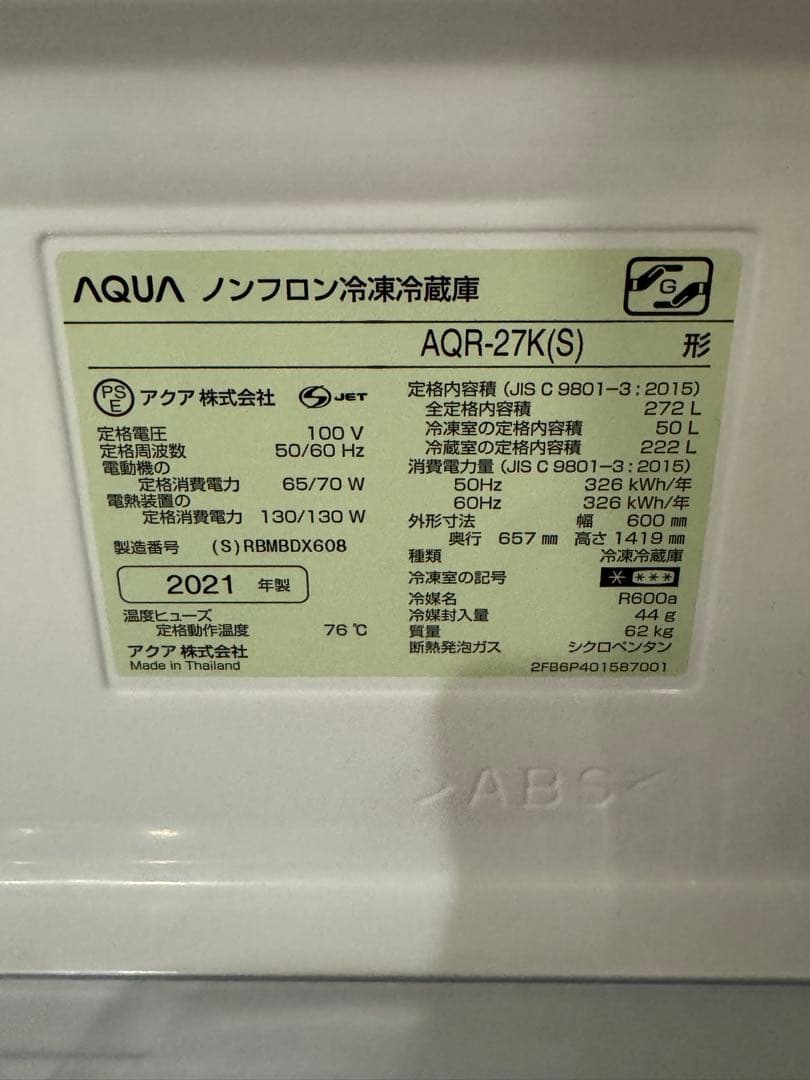 AQUA ノンフロン冷凍冷蔵庫
G
AQR-27K(S) 形
PSE アクア株式会社 S JET
定格電圧 100 V
定格周波数 50/60 Hz
電動機の
定格消費電力 65/70 W
電熱装置の
定格消費電力 130/130 W
製造番号 (S)RBMBDX608
2021 年製
温度ヒューズ
定格動作温度 76 ℃
アクア株式会社
Made in Thailand
定格内容積 (JIS C 9801-3:2015)
全定格内容積 272 L
冷凍室の定格内容積 50 L
冷蔵室の定格内容積 222 L
消費電力量 (JIS C 9801-3:2015)
50Hz 326 kWh/年
60Hz 326 kWh/年
外形寸法 幅 600 mm
奥行 657 mm 高さ 1419 mm
種類 冷凍冷蔵庫
冷凍室の記号 * ***
冷媒名 R600a
冷媒封入量 44 g
質量 62 kg
断熱発泡ガス シクロペンタン
2FB6P401587001
>ABS<